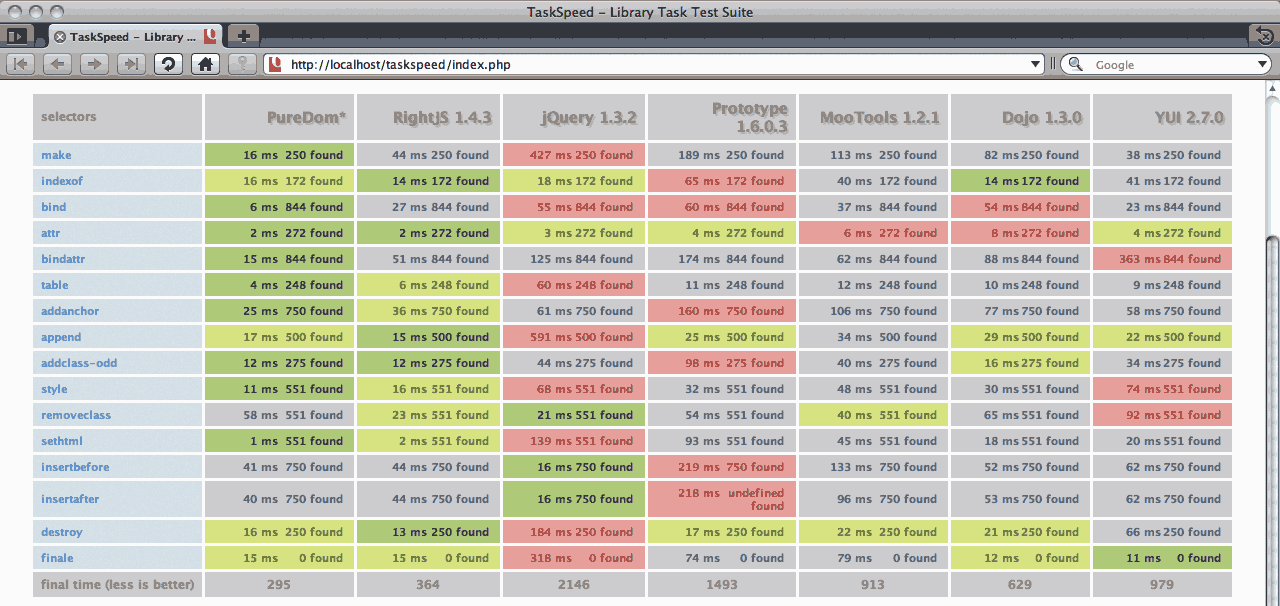 TaskSpeed – Library Task Test Suite
TaskSpeed – Library ...
http://localhost/taskspeed/index.php
Google
selectors PureDom* RightJS 1.4.3 jQuery 1.3.2 Prototype 1.6.0.3 MooTools 1.2.1 Dojo 1.3.0 YUI 2.7.0
make 16 ms 250 found 44 ms 250 found 427 ms 250 found 189 ms 250 found 113 ms 250 found 82 ms 250 found 38 ms 250 found
indexof 16 ms 172 found 14 ms 172 found 18 ms 172 found 65 ms 172 found 40 ms 172 found 14 ms 172 found 41 ms 172 found
bind 6 ms 844 found 27 ms 844 found 55 ms 844 found 60 ms 844 found 37 ms 844 found 54 ms 844 found 23 ms 844 found
attr 2 ms 272 found 2 ms 272 found 3 ms 272 found 4 ms 272 found 6 ms 272 found 8 ms 272 found 4 ms 272 found
bindattr 15 ms 844 found 51 ms 844 found 125 ms 844 found 174 ms 844 found 62 ms 844 found 88 ms 844 found 363 ms 844 found
table 4 ms 248 found 6 ms 248 found 60 ms 248 found 11 ms 248 found 12 ms 248 found 10 ms 248 found 9 ms 248 found
addanchor 25 ms 750 found 36 ms 750 found 61 ms 750 found 160 ms 750 found 106 ms 750 found 77 ms 750 found 58 ms 750 found
append 17 ms 500 found 15 ms 500 found 591 ms 500 found 25 ms 500 found 34 ms 500 found 29 ms 500 found 22 ms 500 found
addclass-odd 12 ms 275 found 12 ms 275 found 44 ms 275 found 98 ms 275 found 40 ms 275 found 16 ms 275 found 34 ms 275 found
style 11 ms 551 found 16 ms 551 found 68 ms 551 found 32 ms 551 found 48 ms 551 found 30 ms 551 found 74 ms 551 found
removeclass 58 ms 551 found 23 ms 551 found 21 ms 551 found 54 ms 551 found 40 ms 551 found 65 ms 551 found 92 ms 551 found
sethtml 1 ms 551 found 2 ms 551 found 139 ms 551 found 93 ms 551 found 45 ms 551 found 18 ms 551 found 20 ms 551 found
insertbefore 41 ms 750 found 44 ms 750 found 16 ms 750 found 219 ms 750 found 133 ms 750 found 52 ms 750 found 62 ms 750 found
insertafter 40 ms 750 found 44 ms 750 found 16 ms 750 found 218 ms undefined found 96 ms 750 found 53 ms 750 found 62 ms 750 found
destroy 16 ms 250 found 13 ms 250 found 184 ms 250 found 17 ms 250 found 22 ms 250 found 21 ms 250 found 66 ms 250 found
finale 15 ms 0 found 15 ms 0 found 318 ms 0 found 74 ms 0 found 79 ms 0 found 12 ms 0 found 11 ms 0 found
final time (less is better) 295 364 2146 1493 913 629 979